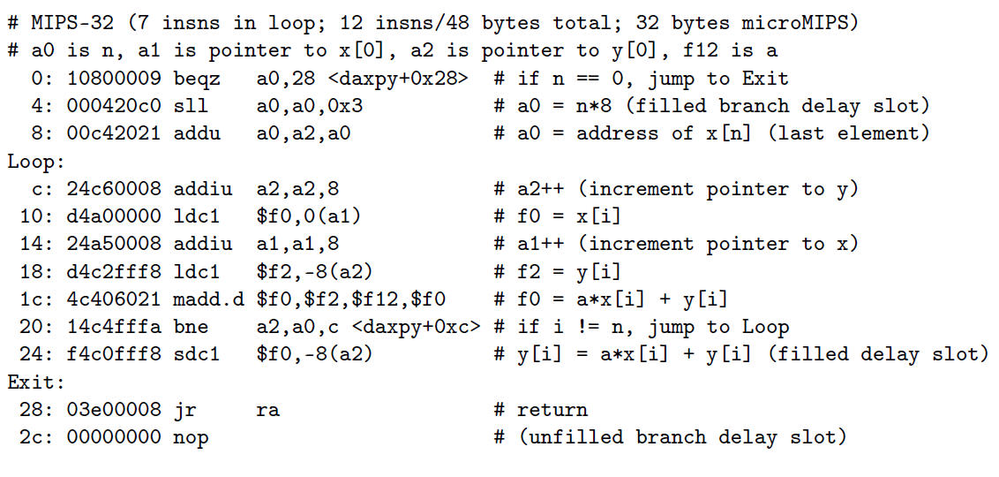 # MIPS-32 (7 insns in loop; 12 insns/48 bytes total; 32 bytes microMIPS)
# a0 is n, a1 is pointer to x[0], a2 is pointer to y[0], f12 is a
  0: 10800009 beqz   a0,28 <daxpy+0x28>  # if n == 0, jump to Exit
  4: 000420c0 sll    a0,a0,0x3           # a0 = n*8 (filled branch delay slot)
  8: 00c42021 addu   a0,a2,a0            # a0 = address of x[n] (last element)
Loop:
  c: 24c60008 addiu  a2,a2,8             # a2++ (increment pointer to y)
 10: d4a00000 ldc1   $f0,0(a1)           # f0 = x[i]
 14: 24a50008 addiu  a1,a1,8             # a1++ (increment pointer to x)
 18: d4c2fff8 ldc1   $f2,-8(a2)          # f2 = y[i]
 1c: 4c406021 madd.d $f0,$f2,$f12,$f0    # f0 = a*x[i] + y[i]
 20: 14c4fffa bne    a2,a0,c <daxpy+0xc> # if i != n, jump to Loop
 24: f4c0fff8 sdc1   $f0,-8(a2)          # y[i] = a*x[i] + y[i] (filled delay slot)
Exit:
 28: 03e00008 jr     ra                  # return
 2c: 00000000 nop                        # (unfilled branch delay slot)